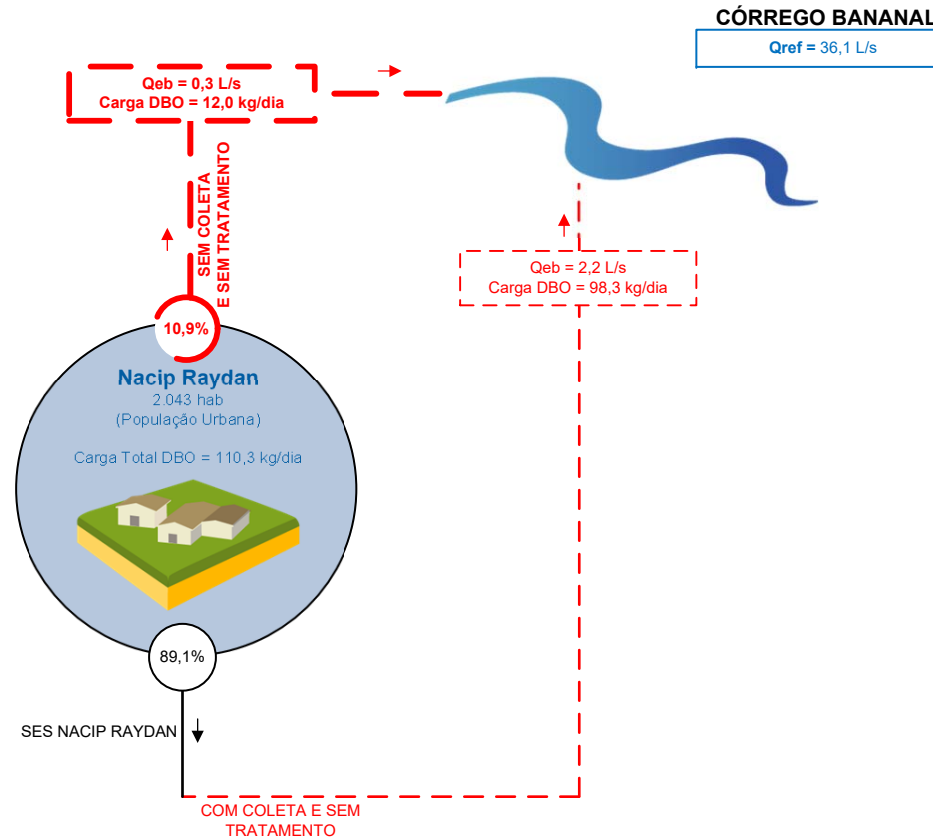 CÓRREGO BANANAL
Qref = 36,1 L/s
Qeb = 0,3 L/s
Carga DBO = 12,0 kg/dia
SEM COLETA
E SEM TRATAMENTO
Qeb = 2,2 L/s
Carga DBO = 98,3 kg/dia
10,9%
Nacip Raydan
2.043 hab
(População Urbana)
Carga Total DBO = 110,3 kg/dia
89,1%
SES NACIP RAYDAN
COM COLETA E SEM
TRATAMENTO